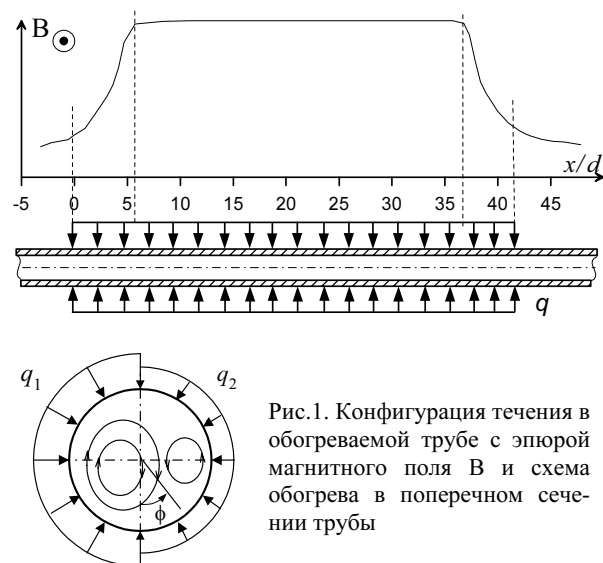 B
x/d
-5 0 5 10 15 20 25 30 35 40 45
q
q1 q2
ϕ
Рис.1. Конфигурация течения в
обогреваемой трубе с эпюрой
магнитного поля В и схема
обогрева в поперечном сече-
нии трубы